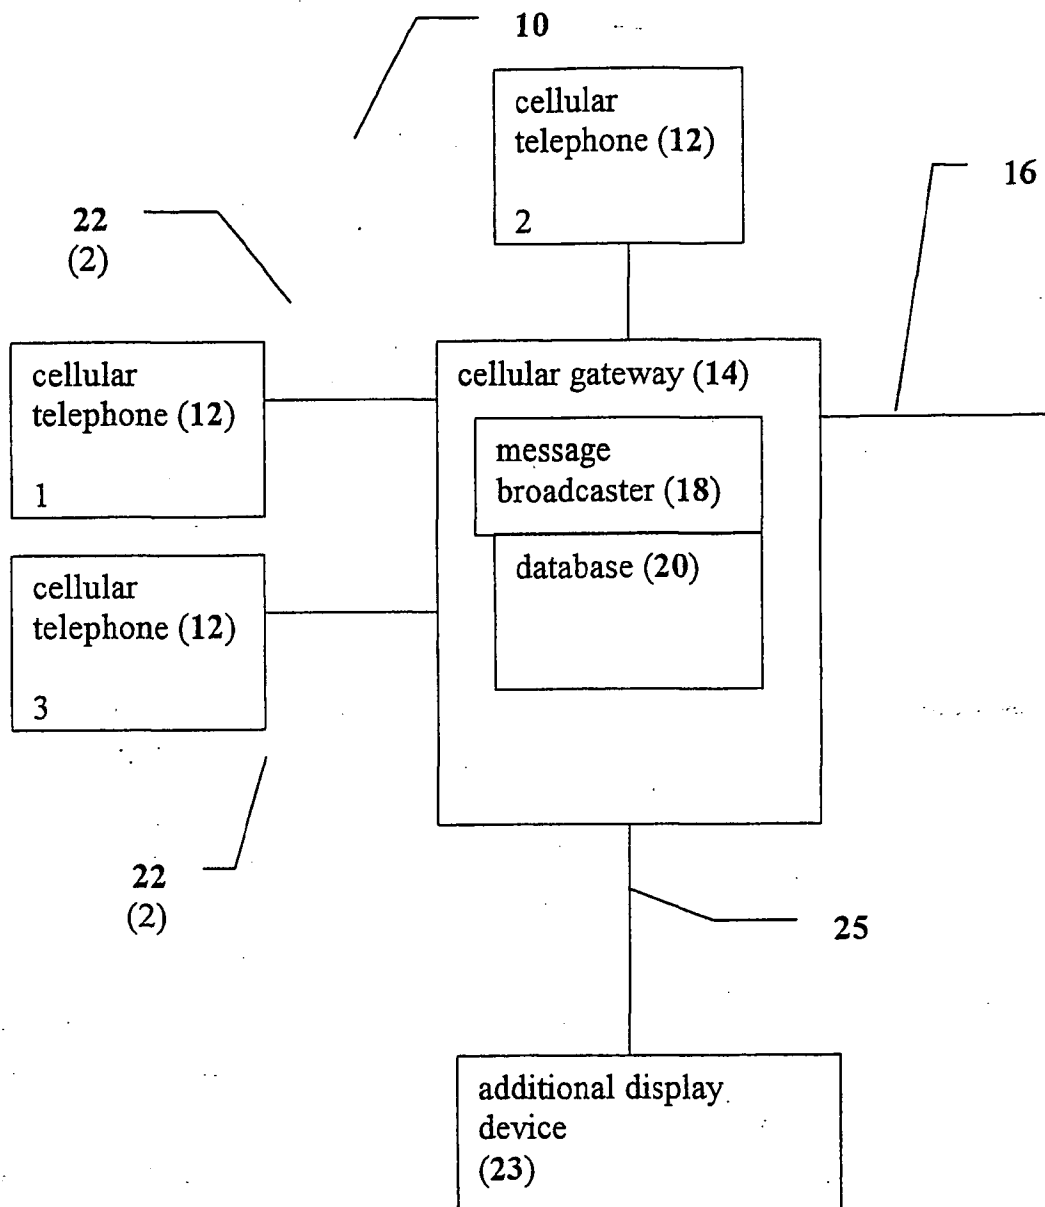 10
cellular
telephone (12)
2
16
22
(2)
cellular
telephone (12)
1
cellular gateway (14)
message
broadcaster (18)
database (20)
cellular
telephone (12)
3
22
(2)
25
additional display
device
(23)